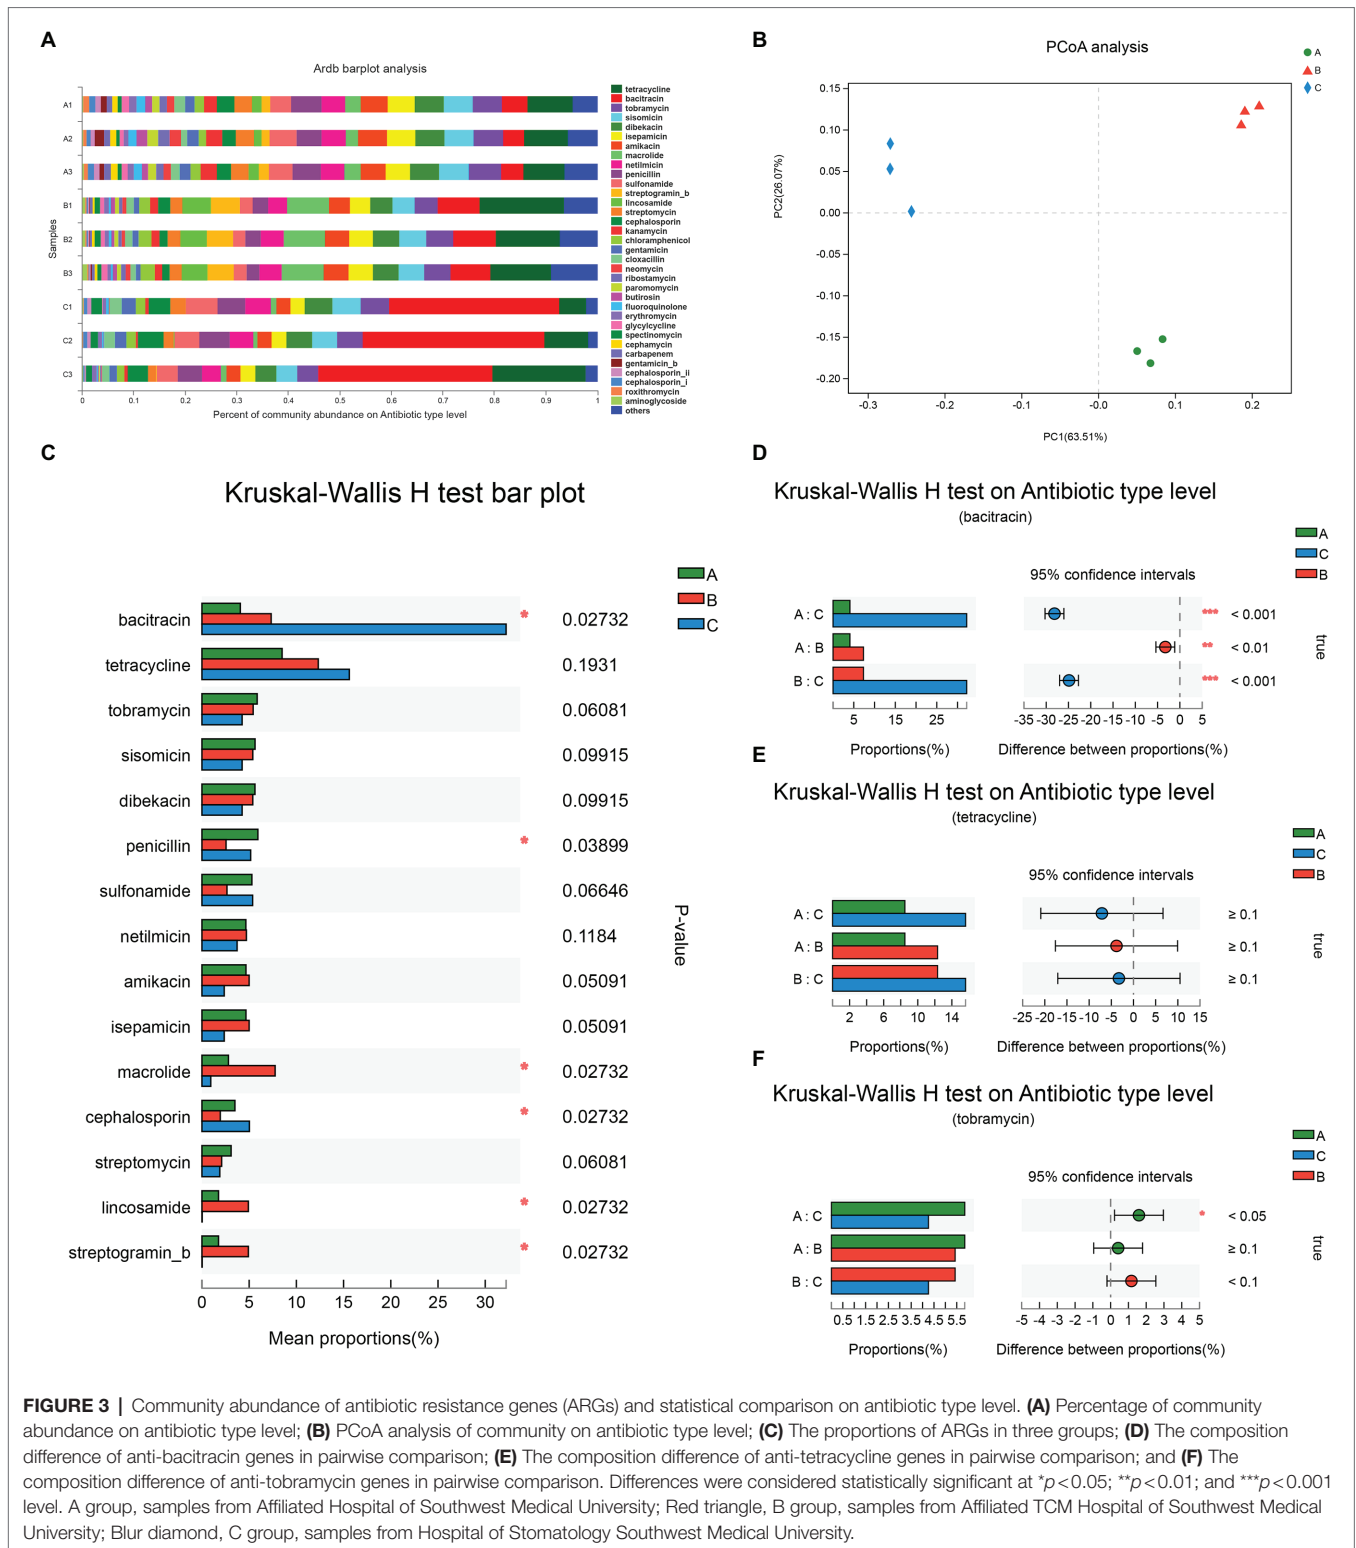 A
Ardb barplot analysis
Samples
A1
A2
A3
B1
B2
B3
C1
C2
C3
0 0.1 0.2 0.3 0.4 0.5 0.6 0.7 0.8 0.9 1
Percent of community abundance on Antibiotic type level
tetracycline
bacitracin
tobramycin
sisomicin
dibekacin
isepamicin
amikacin
macrolide
netilmicin
penicillin
sulfonamide
streptogramin_b
lincosamide
streptomycin
cephalosporin
kanamycin
chloramphenicol
gentamicin
cloxacillin
neomycin
ribostamycin
paromomycin
butirosin
fluoroquinolone
erythromycin
glycylcycline
spectinomycin
cephamycin
carbapenem
gentamicin_b
cephalosporin_ii
cephalosporin_i
roxithromycin
aminoglycoside
others
B
PCoA analysis
A
B
C
PC2(26.07%)
0.15
0.10
0.05
0.00
-0.05
-0.10
-0.15
-0.20
-0.3 -0.2 -0.1 -0.0 0.1 0.2
PC1(63.51%)
C
Kruskal-Wallis H test bar plot
A
B
C
bacitracin * 0.02732
tetracycline 0.1931
tobramycin 0.06081
sisomicin 0.09915
dibekacin 0.09915
penicillin * 0.03899
sulfonamide 0.06646
netilmicin 0.1184
amikacin 0.05091
isepamicin 0.05091
macrolide * 0.02732
cephalosporin * 0.02732
streptomycin 0.06081
lincosamide * 0.02732
streptogramin_b * 0.02732
P-value
0 5 10 15 20 25 30
Mean proportions(%)
D
Kruskal-Wallis H test on Antibiotic type level
(bacitracin)
A
C
B
95% confidence intervals
A : C *** < 0.001
A : B ** < 0.01
B : C *** < 0.001
true
5 15 25
-35 -30 -25 -20 -15 -10 -5 0 5
Proportions(%)
Difference between proportions(%)
E
Kruskal-Wallis H test on Antibiotic type level
(tetracycline)
A
C
B
95% confidence intervals
A : C ≥ 0.1
A : B ≥ 0.1
B : C ≥ 0.1
true
2 6 10 14
-25 -20 -15 -10 -5 0 5 10 15
Proportions(%)
Difference between proportions(%)
F
Kruskal-Wallis H test on Antibiotic type level
(tobramycin)
A
C
B
95% confidence intervals
A : C * < 0.05
A : B ≥ 0.1
B : C < 0.1
true
0.5 1.5 2.5 3.5 4.5 5.5
-5 -4 -3 -2 -1 0 1 2 3 4 5
Proportions(%)
Difference between proportions(%)
FIGURE 3 | Community abundance of antibiotic resistance genes (ARGs) and statistical comparison on antibiotic type level. (A) Percentage of community
abundance on antibiotic type level; (B) PCoA analysis of community on antibiotic type level; (C) The proportions of ARGs in three groups; (D) The composition
difference of anti-bacitracin genes in pairwise comparison; (E) The composition difference of anti-tetracycline genes in pairwise comparison; and (F) The
composition difference of anti-tobramycin genes in pairwise comparison. Differences were considered statistically significant at *p<0.05; **p<0.01; and ***p<0.001
level. A group, samples from Affiliated Hospital of Southwest Medical University; Red triangle, B group, samples from Affiliated TCM Hospital of Southwest Medical
University; Blur diamond, C group, samples from Hospital of Stomatology Southwest Medical University.